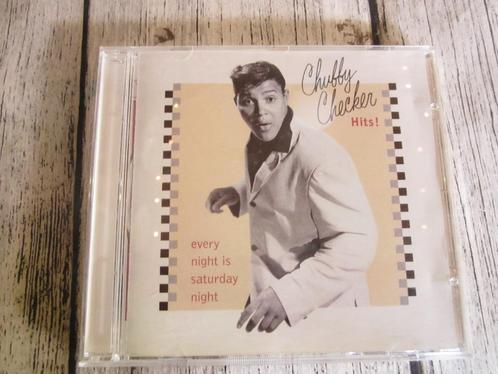 Chubby
Checker
Hits!
every
night is
saturday
night